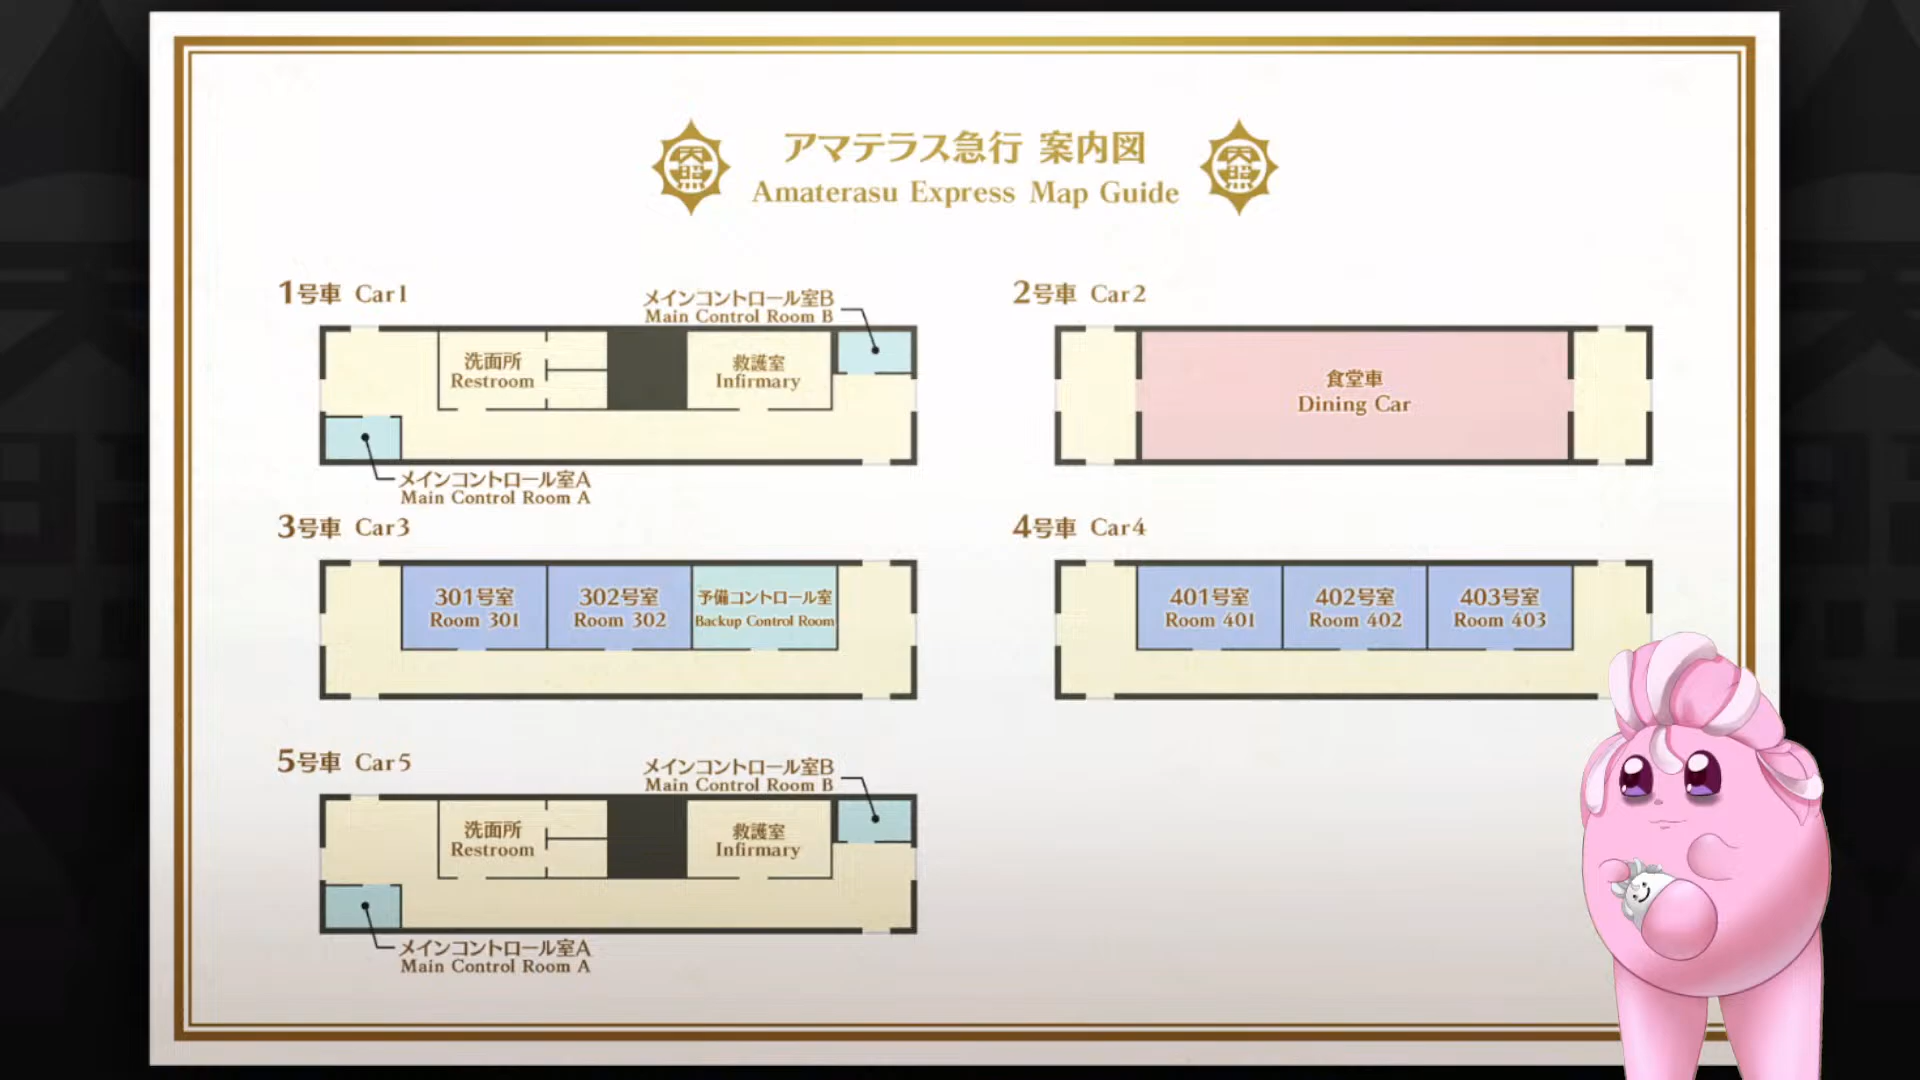 アマテラス急行 案内図
Amaterasu Express Map Guide
天照
天照
1号車 Car1
メインコントロール室B
Main Control Room B
洗面所
Restroom
救護室
Infirmary
メインコントロール室A
Main Control Room A
2号車 Car2
食堂車
Dining Car
3号車 Car3
301号室
Room 301
302号室
Room 302
予備コントロール室
Backup Control Room
4号車 Car4
401号室
Room 401
402号室
Room 402
403号室
Room 403
5号車 Car5
メインコントロール室B
Main Control Room B
洗面所
Restroom
救護室
Infirmary
メインコントロール室A
Main Control Room A